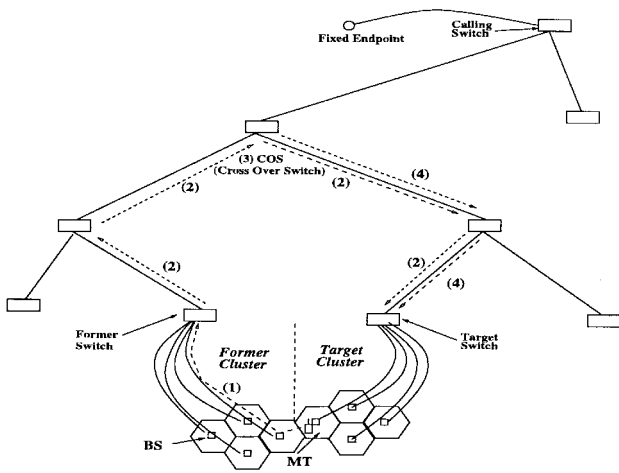 Calling
Switch
Fixed Endpoint
(3) COS
(Cross Over Switch)
(2)
(2)
(4)
(2)
(2)
(4)
Former
Switch
Target
Switch
Former
Cluster
Target
Cluster
(1)
BS
MT